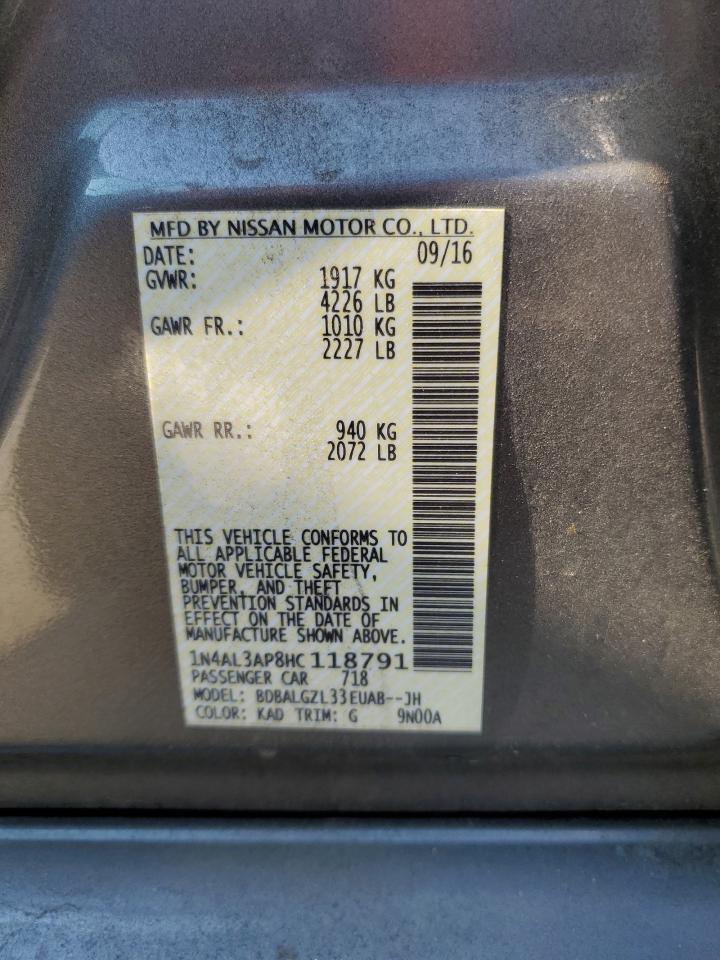 MFD BY NISSAN MOTOR CO., LTD.
DATE: 09/16
GVWR: 1917 KG
4226 LB
GAWR FR.: 1010 KG
2227 LB
GAWR RR.: 940 KG
2072 LB
THIS VEHICLE CONFORMS TO
ALL APPLICABLE FEDERAL
MOTOR VEHICLE SAFETY,
BUMPER, AND THEFT
PREVENTION STANDARDS IN
EFFECT ON THE DATE OF
MANUFACTURE SHOWN ABOVE.
1N4AL3AP8HC118791
PASSENGER CAR 718
MODEL: BDBALGZL33EUAB--JH
COLOR: KAD TRIM: G 9N00A